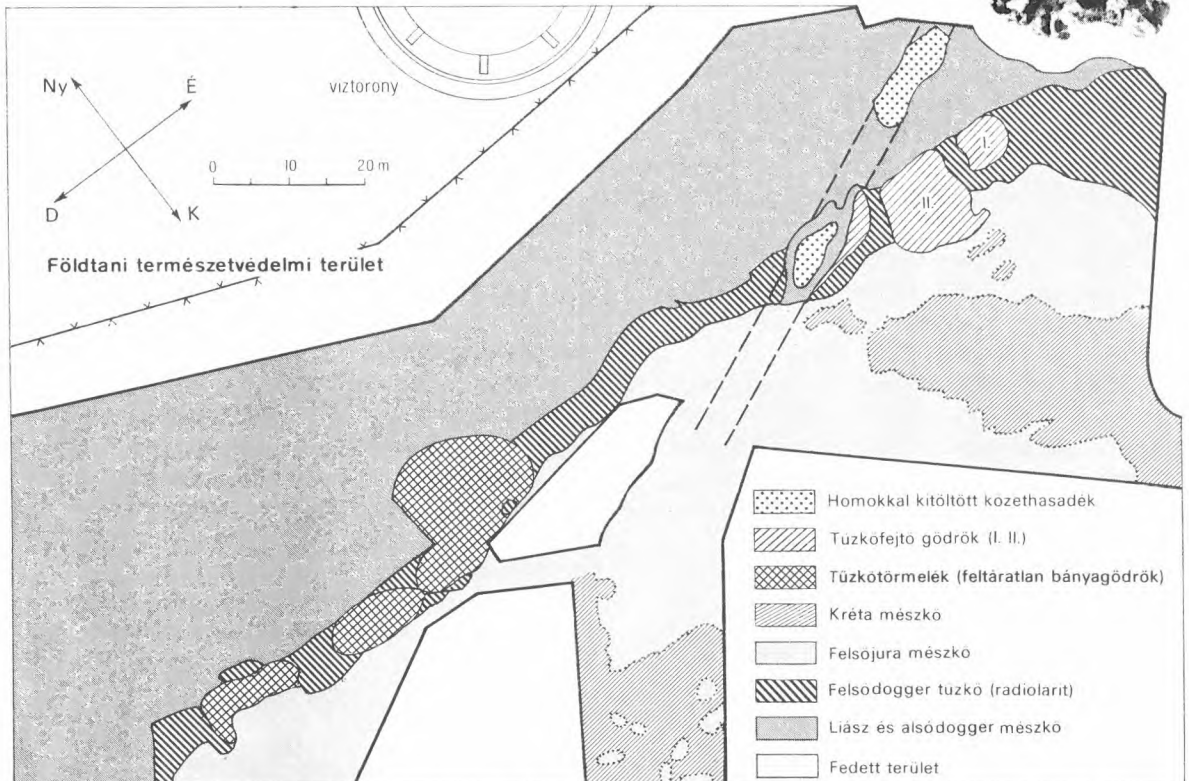 Ny
É
víztorony
0 10 20 m
D
K
Földtani természetvédelmi terület
I.
II.
Homokkal kitöltött kőzethasadék
Tűzkőfejtő gödrök (I. II.)
Tűzkőtörmelék (feltáratlan bányagödrök)
Kréta mészkő
Felsőjura mészkő
Felsődogger tűzkő (radiolarit)
Liász és alsódogger mészkő
Fedett terület